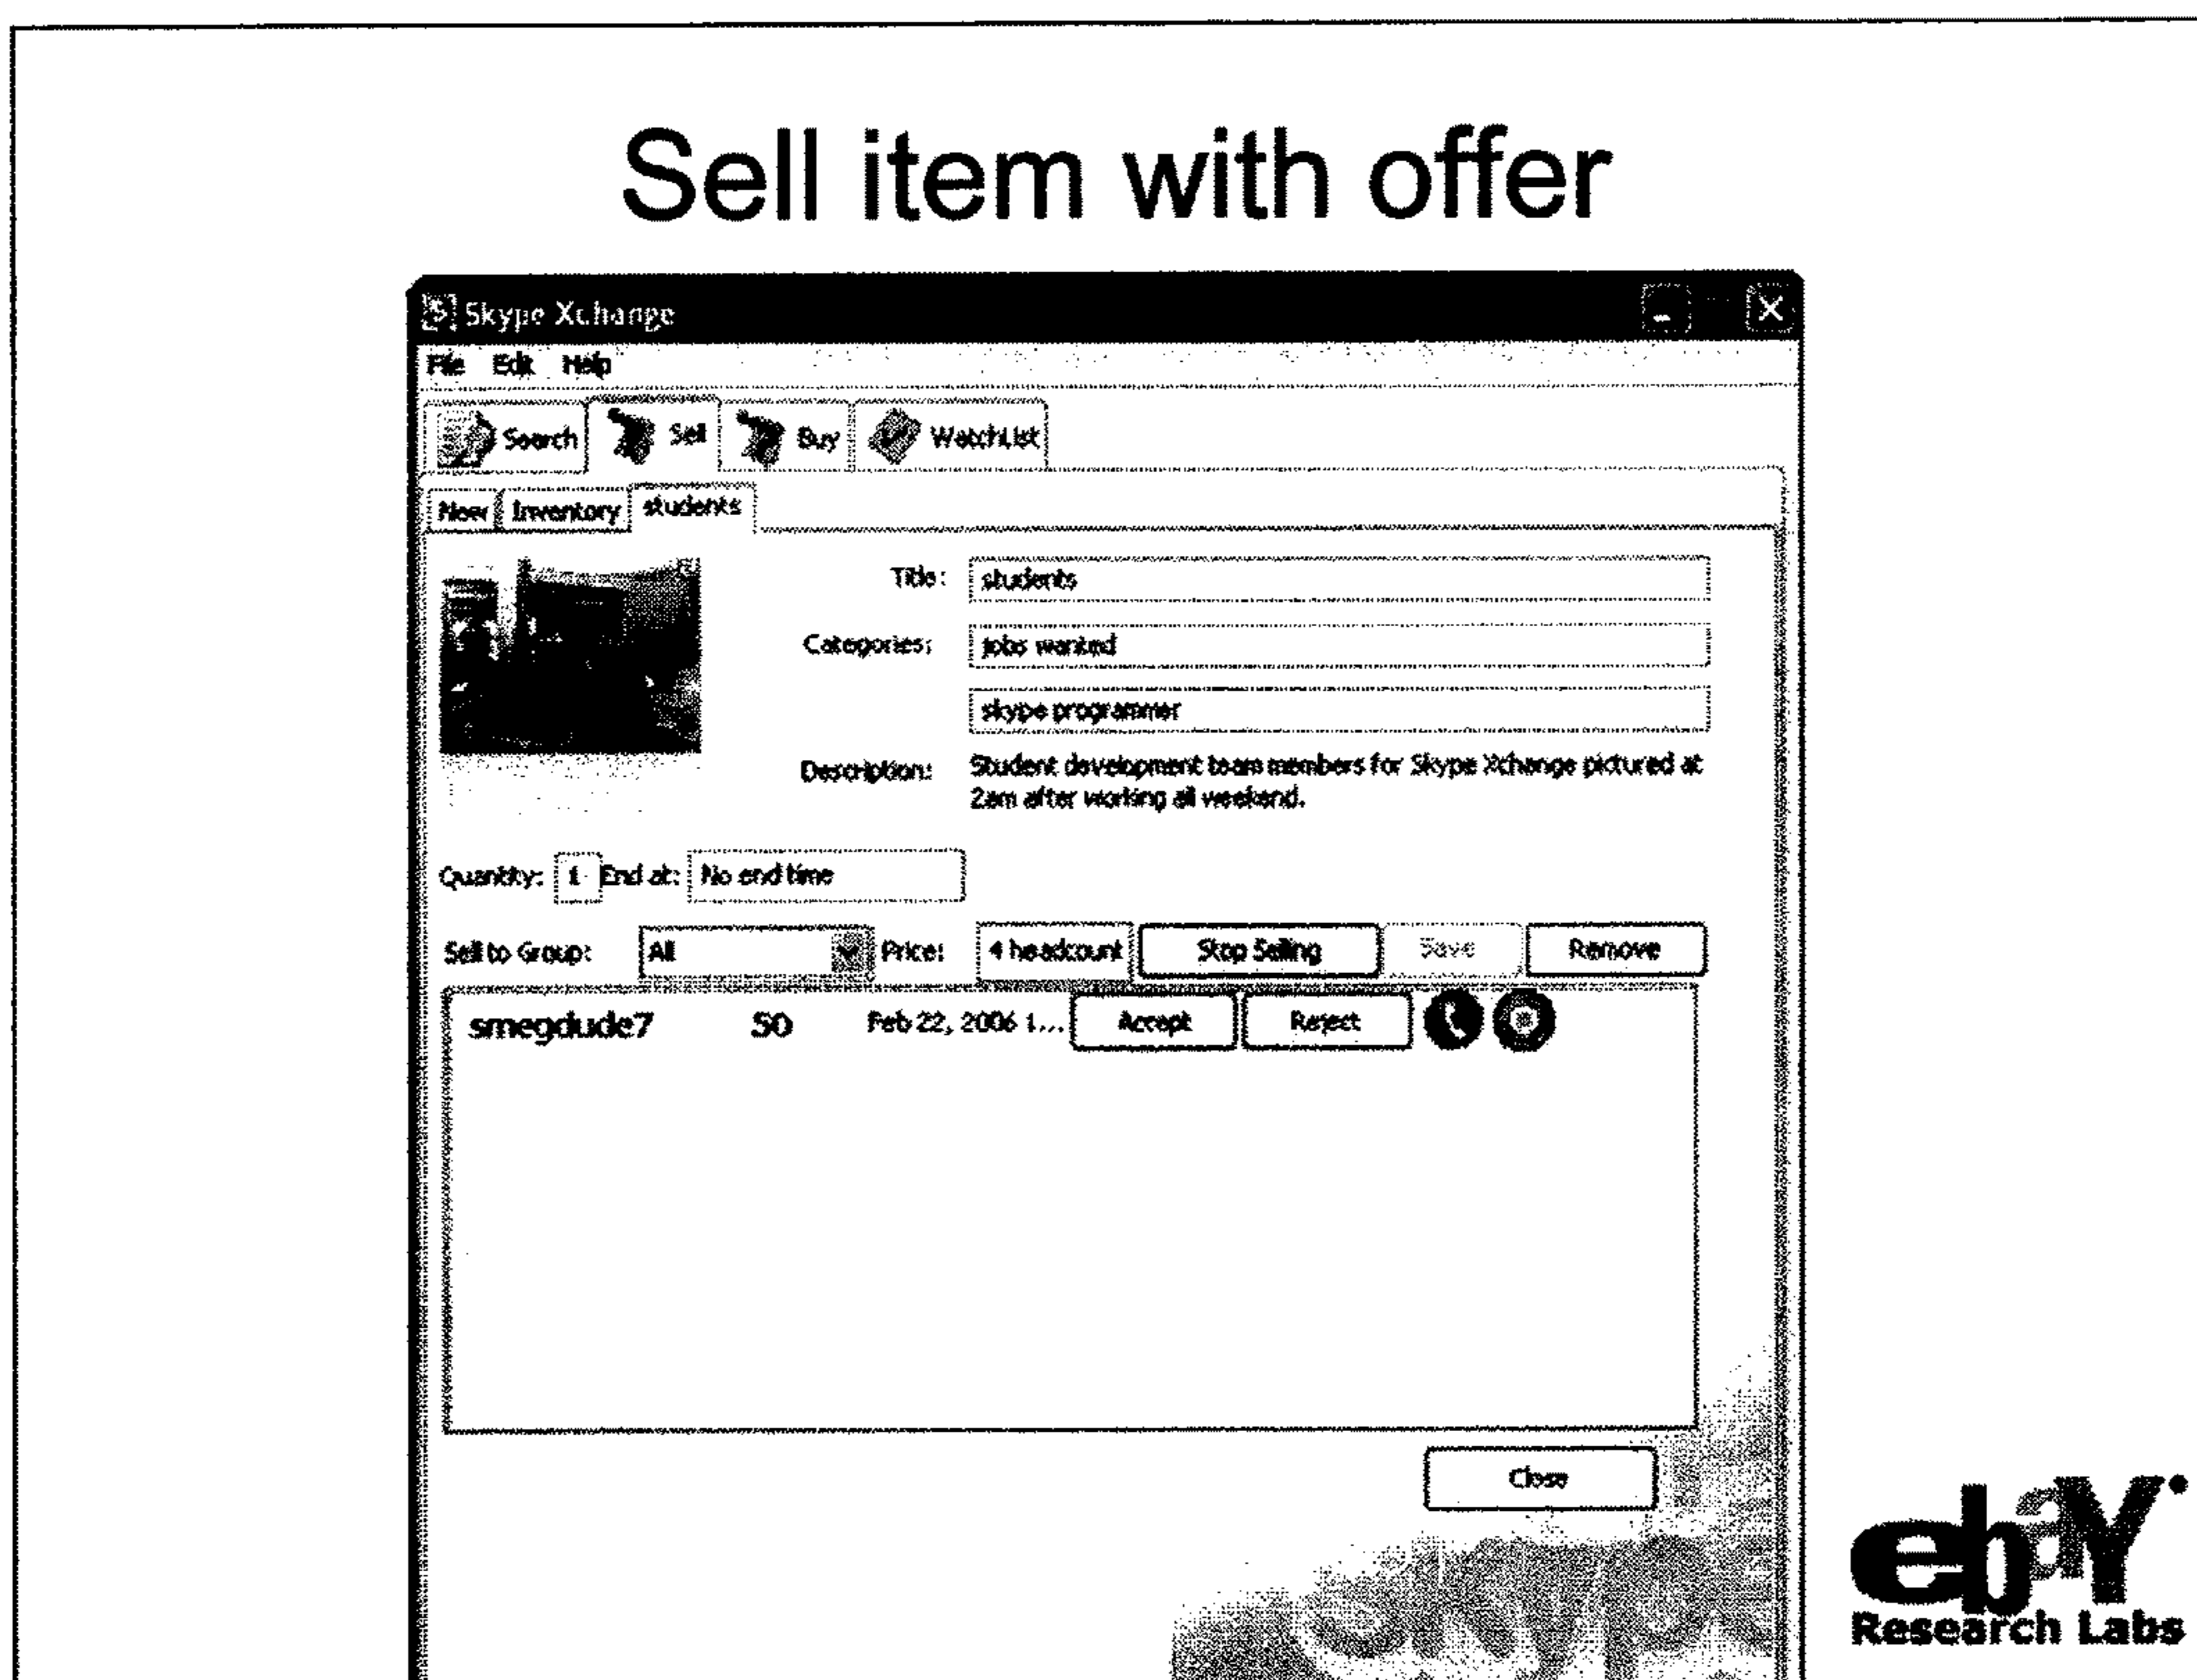 Sell item with offer
Skype Xchange
File Edit Help
Search Sell Buy WatchList
New Inventory students
Title: students
Categories: jobs wanted
skype programmer
Description: Student development team members for Skype Xchange pictured at
2am after working all weekend.
Quantity: 1 End at: No end time
Sell to Group: All Price: 4 headcount Stop Selling Save Remove
smegdude7 50 Feb 22, 2006 1... Accept Reject
Close
skype
ebaY
Research Labs